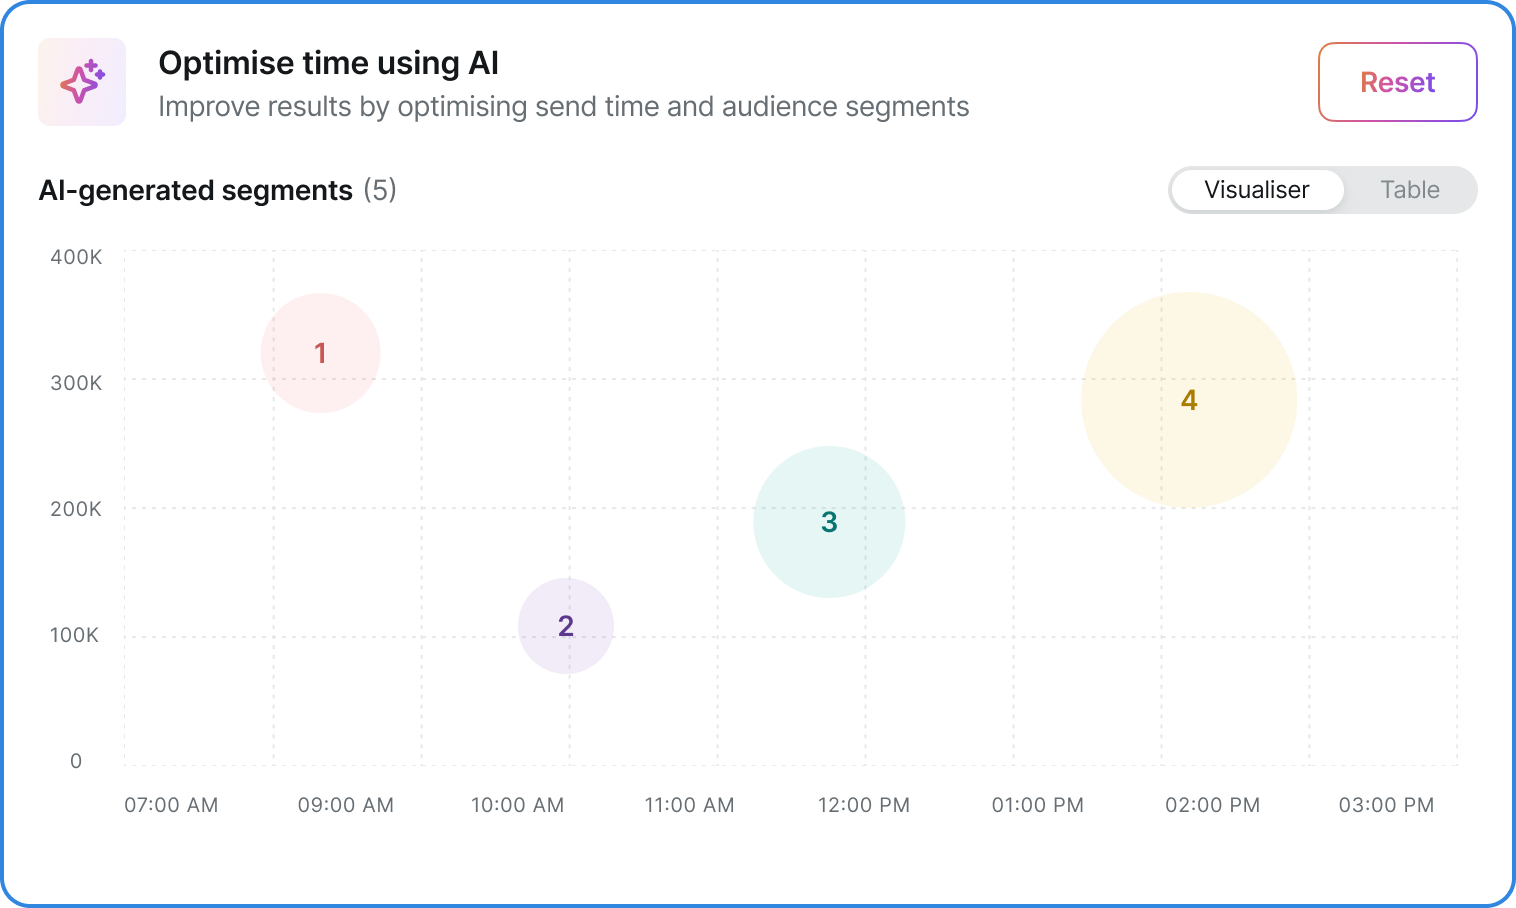 Optimise time using AI
Improve results by optimising send time and audience segments
Reset
AI-generated segments (5)
Visualiser
Table
400K
300K
200K
100K
0
1
2
3
4
07:00 AM
09:00 AM
10:00 AM
11:00 AM
12:00 PM
01:00 PM
02:00 PM
03:00 PM